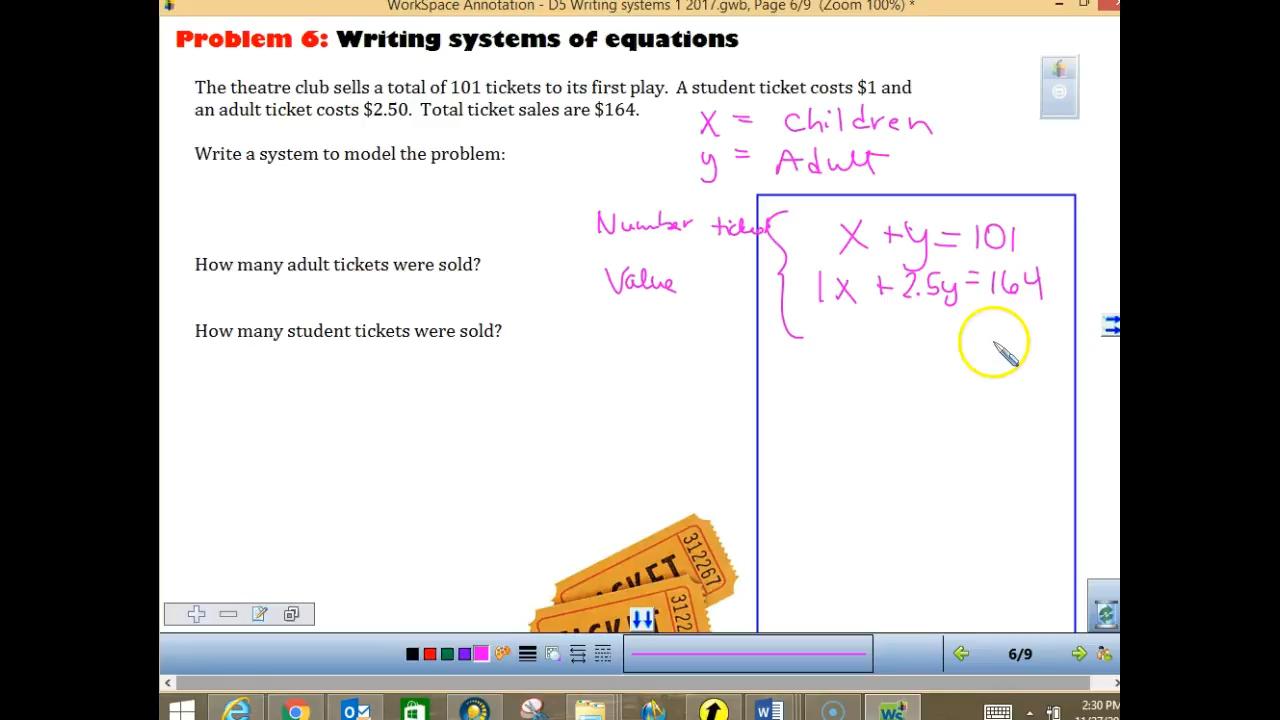 WorkSpace Annotation - D5 Writing systems 1 2017.gwb, Page 6/9 (Zoom 100%) *
Problem 6: Writing systems of equations
The theatre club sells a total of 101 tickets to its first play. A student ticket costs $1 and
an adult ticket costs $2.50. Total ticket sales are $164.
x = children
y = Adult
Write a system to model the problem:
Number ticket
x + y = 101
How many adult tickets were sold?
Value
1x + 2.5y = 164
How many student tickets were sold?
312267
TICKET
312
6/9
2:30 PM